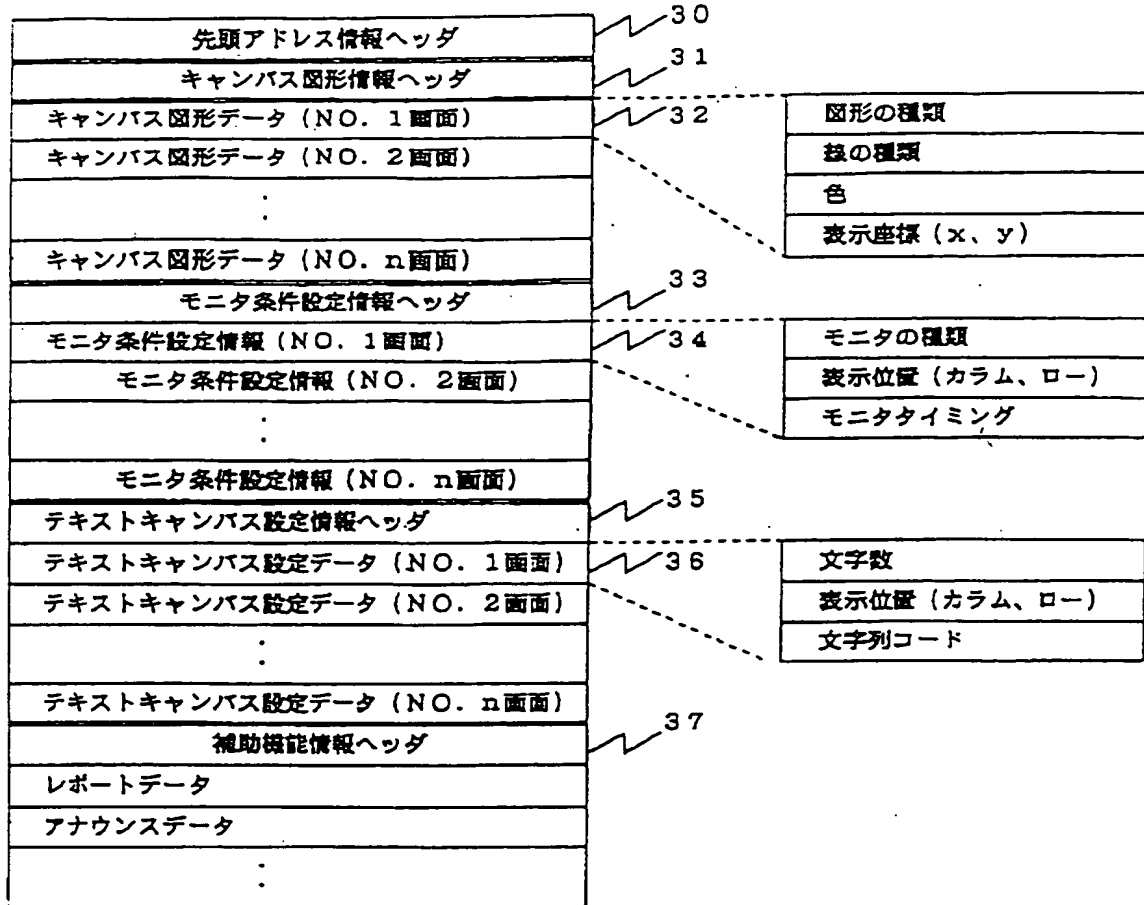 先頭アドレス情報ヘッダ
30
キャンバス図形情報ヘッダ
31
キャンバス図形データ (NO. 1画面)
32
キャンバス図形データ (NO. 2画面)
:
キャンバス図形データ (NO. n画面)
図形の種類
線の種類
色
表示座標 (x、y)
モニタ条件設定情報ヘッダ
33
モニタ条件設定情報 (NO. 1画面)
34
モニタ条件設定情報 (NO. 2画面)
:
モニタ条件設定情報 (NO. n画面)
モニタの種類
表示位置 (カラム、ロー)
モニタタイミング
テキストキャンバス設定情報ヘッダ
35
テキストキャンバス設定データ (NO. 1画面)
36
テキストキャンバス設定データ (NO. 2画面)
:
テキストキャンバス設定データ (NO. n画面)
文字数
表示位置 (カラム、ロー)
文字列コード
補助機能情報ヘッダ
37
レポートデータ
アナウンスデータ
: